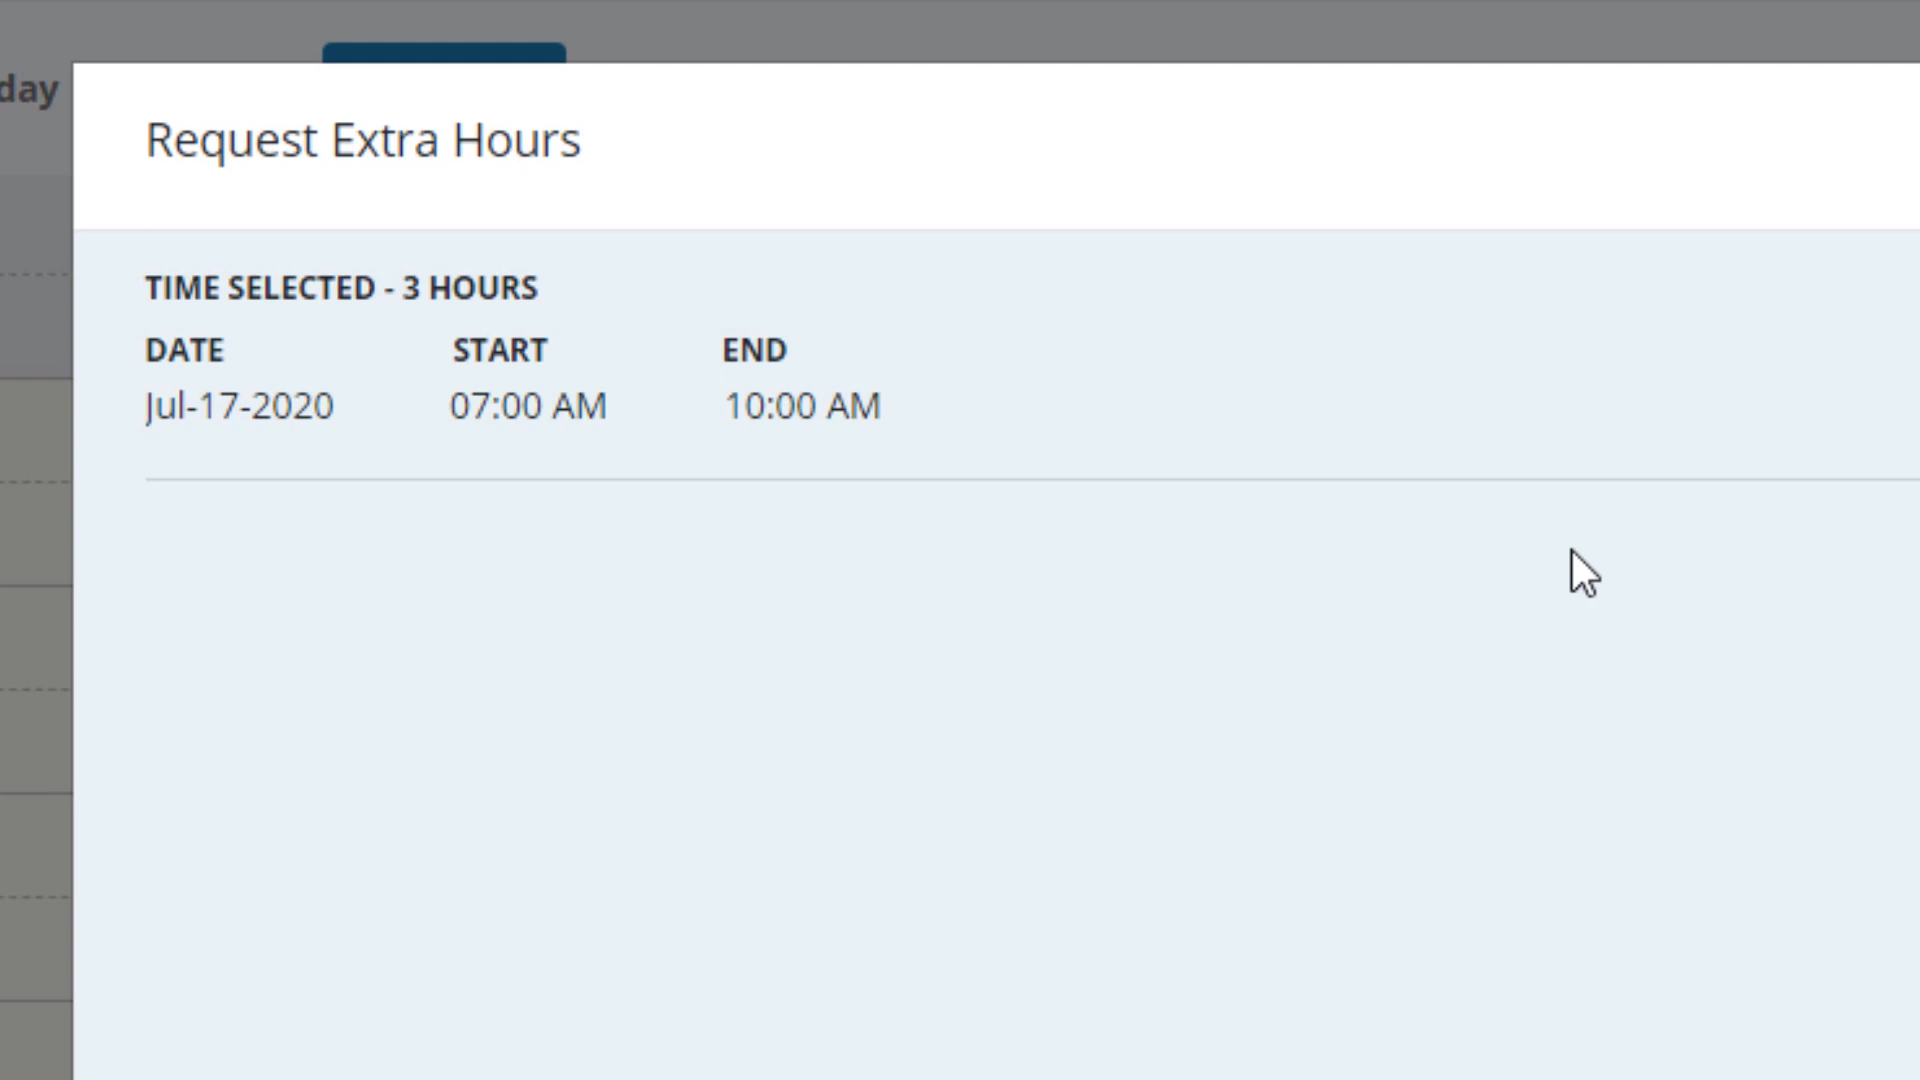 day
Request Extra Hours
TIME SELECTED - 3 HOURS
DATE START END
Jul-17-2020 07:00 AM 10:00 AM